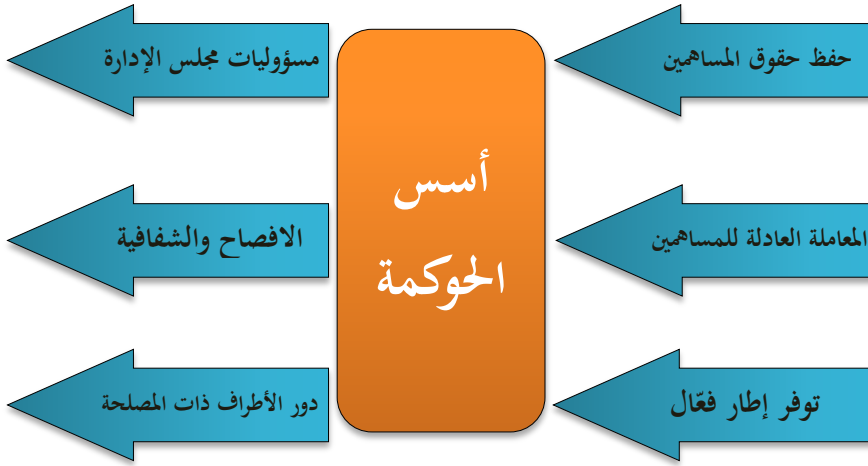 حفظ حقوق المساهمين
المعاملة العادلة للمساهمين
توفر إطار فعّال
أسس
الحوكمة
مسؤوليات مجلس الإدارة
الافصاح والشفافية
دور الأطراف ذات المصلحة